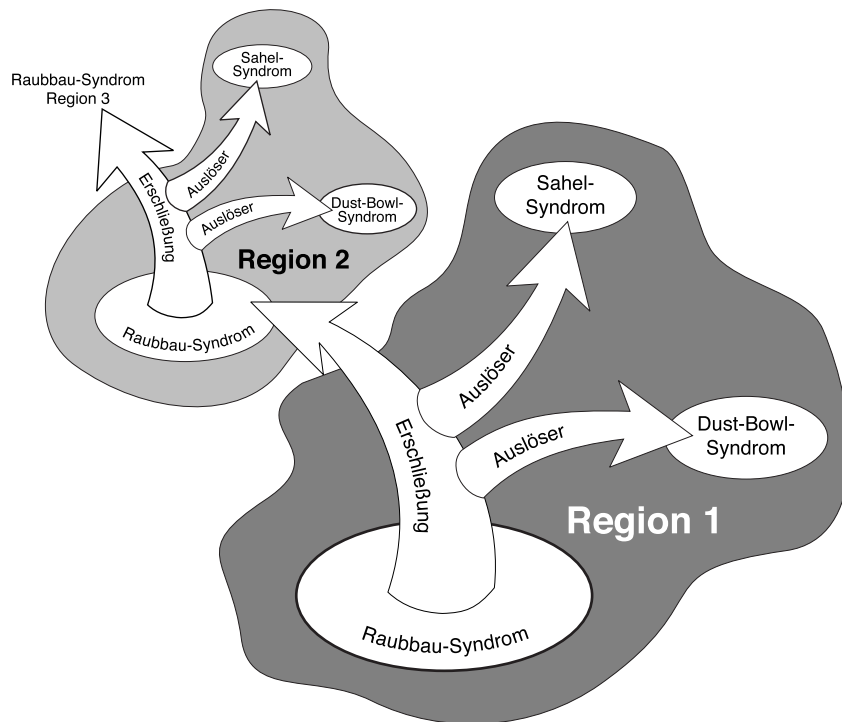 Sahel-
Syndrom
Raubbau-Syndrom
Region 3
Auslöser
Erschließung
Auslöser
Dust-Bowl-
Syndrom
Region 2
Raubbau-Syndrom
Sahel-
Syndrom
Auslöser
Erschließung
Auslöser
Dust-Bowl-
Syndrom
Region 1
Raubbau-Syndrom